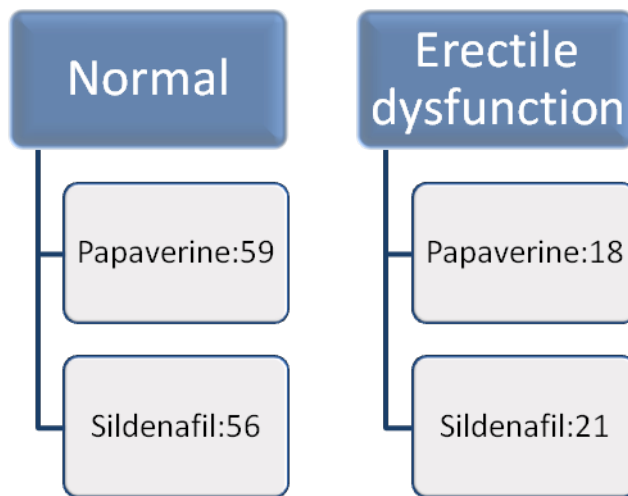 Normal
Papaverine:59
Sildenafil:56
Erectile
dysfunction
Papaverine:18
Sildenafil:21